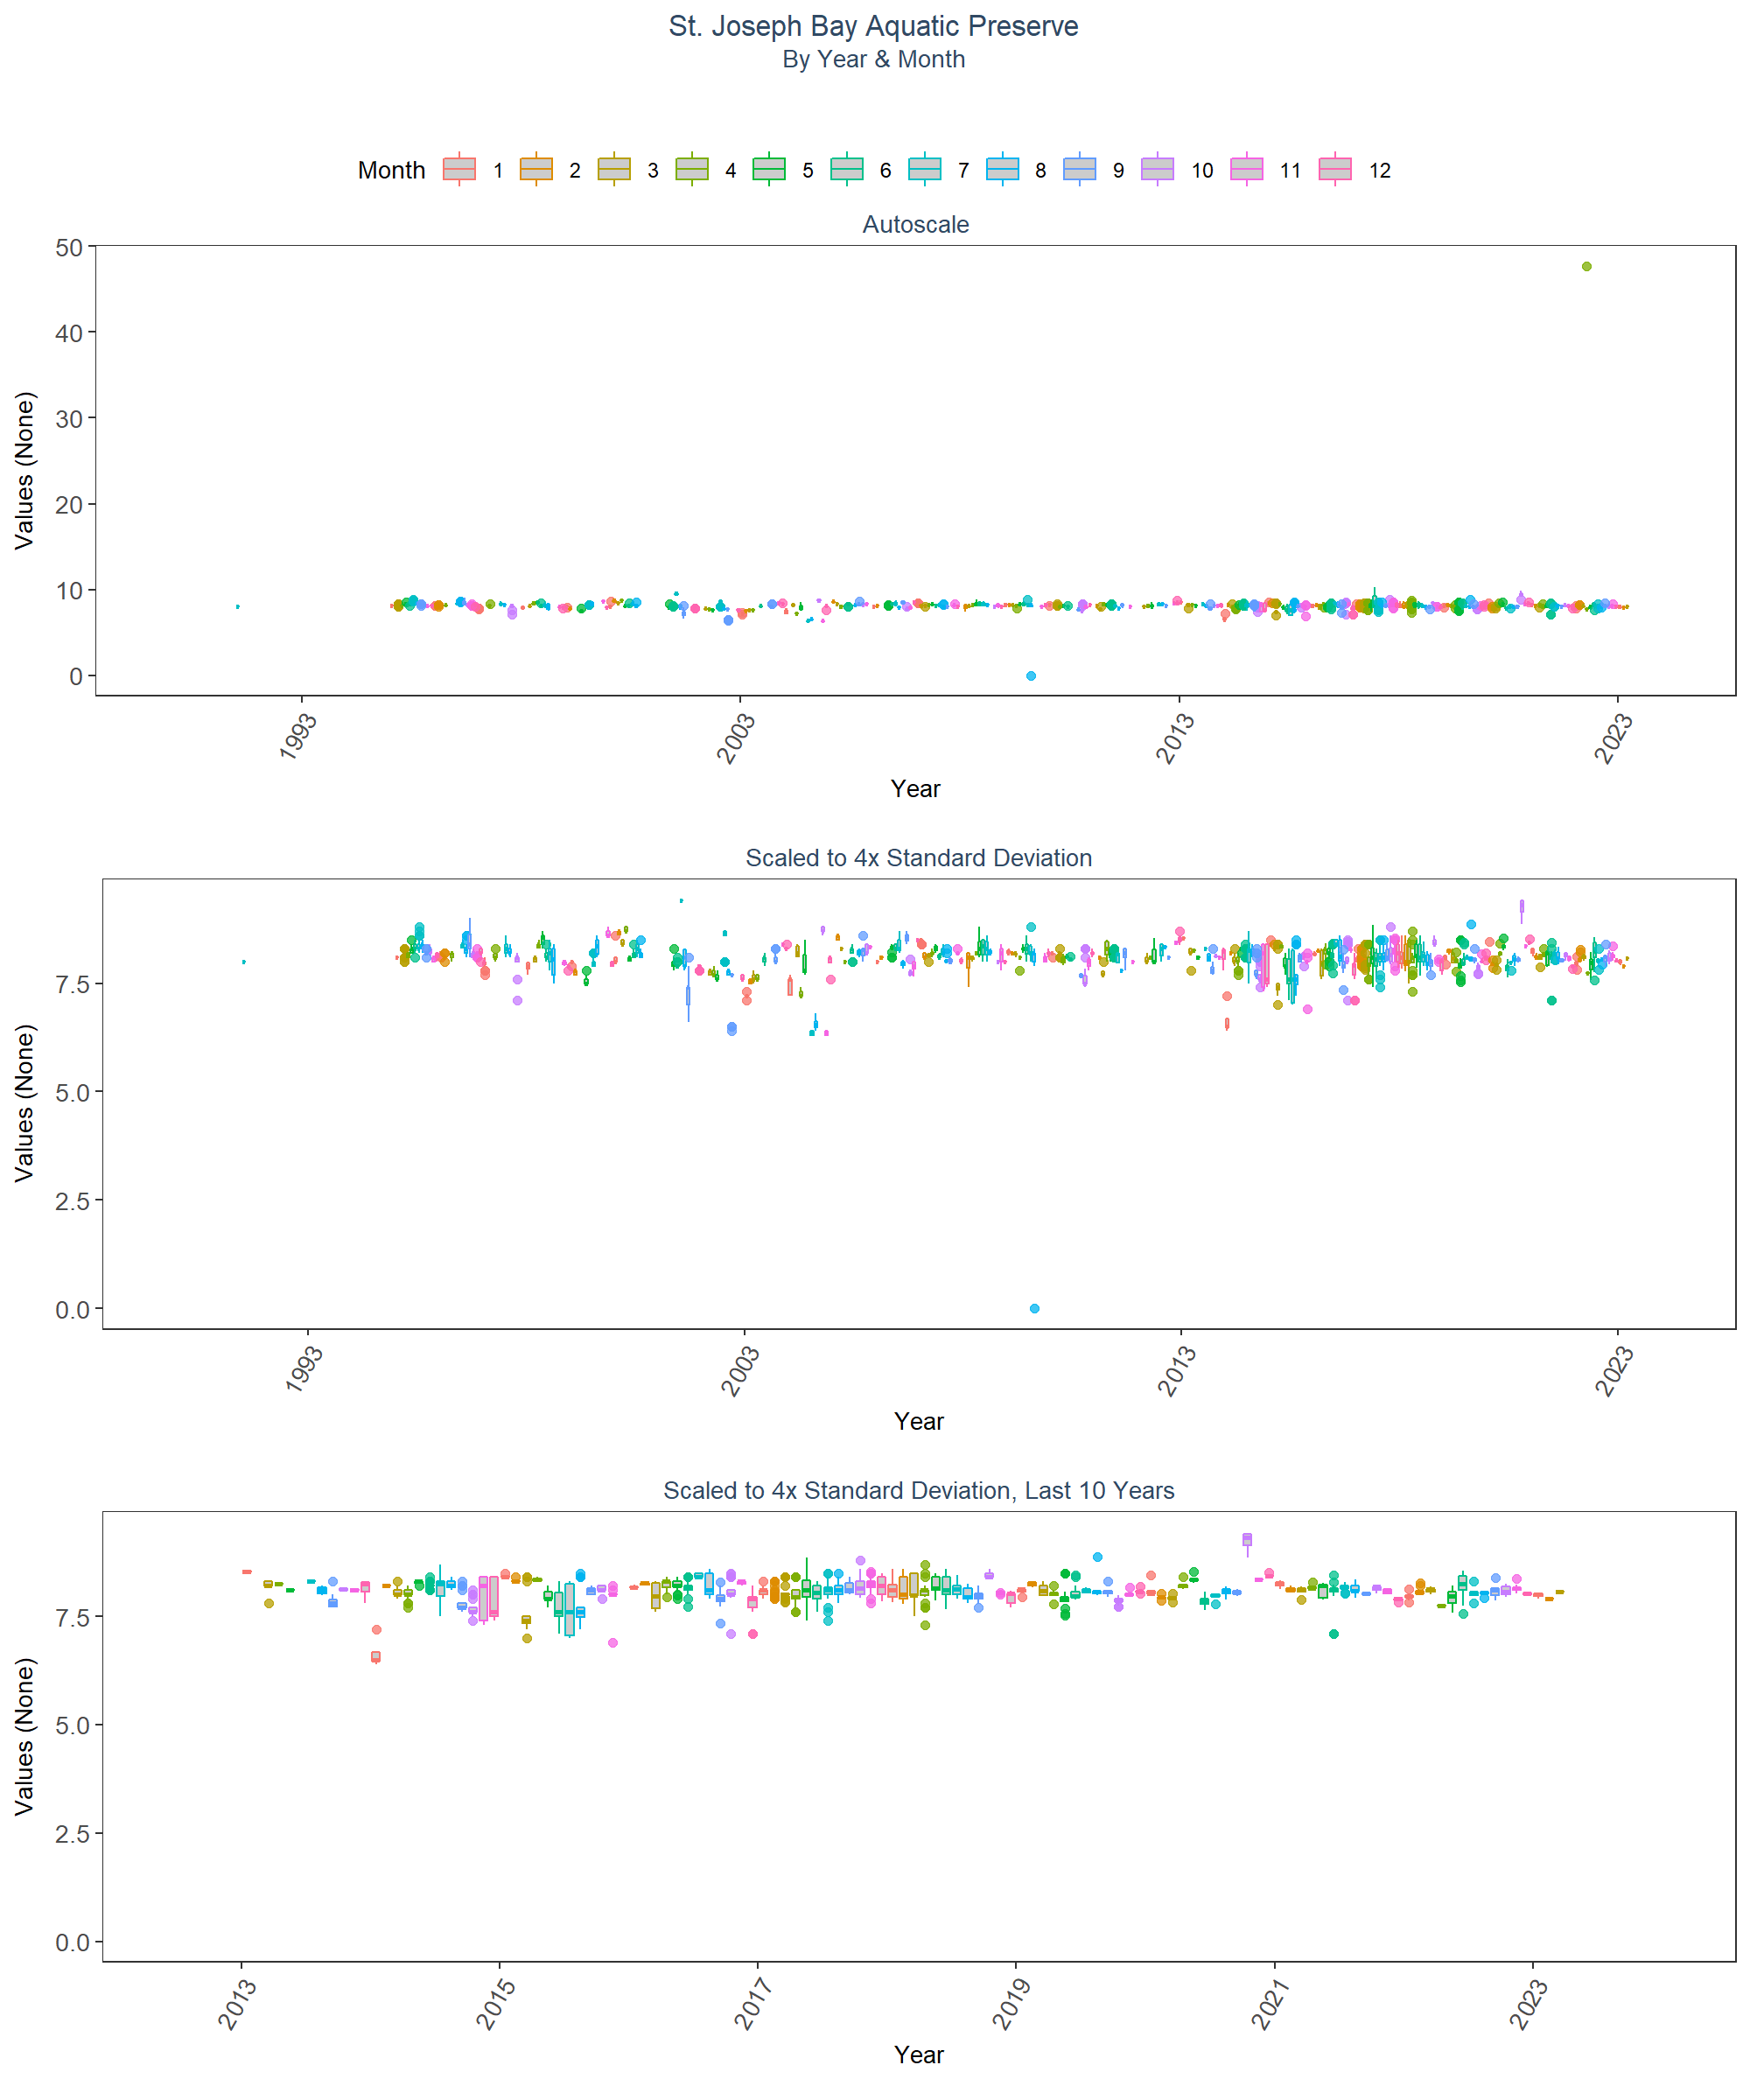 St. Joseph Bay Aquatic Preserve
By Year & Month
Month 1 2 3 4 5 6 7 8 9 10 11 12
Autoscale
50
40
30
20
10
0
Values (None)
1993 2003 2013 2023
Year
Scaled to 4x Standard Deviation
7.5
5.0
2.5
0.0
Values (None)
1993 2003 2013 2023
Year
Scaled to 4x Standard Deviation, Last 10 Years
7.5
5.0
2.5
0.0
Values (None)
2013 2015 2017 2019 2021 2023
Year